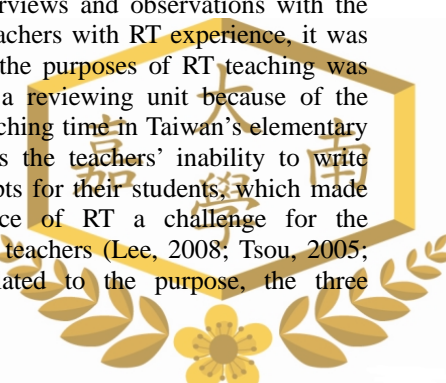 rviews and observations with the
achers with RT experience, it was
the purposes of RT teaching was
a reviewing unit because of the
ching time in Taiwan's elementary
s the teachers' inability to write
pts for their students, which made
ce of RT a challenge for the
teachers (Lee, 2008; Tsou, 2005;
ated to the purpose, the three
大
嘉 南
學